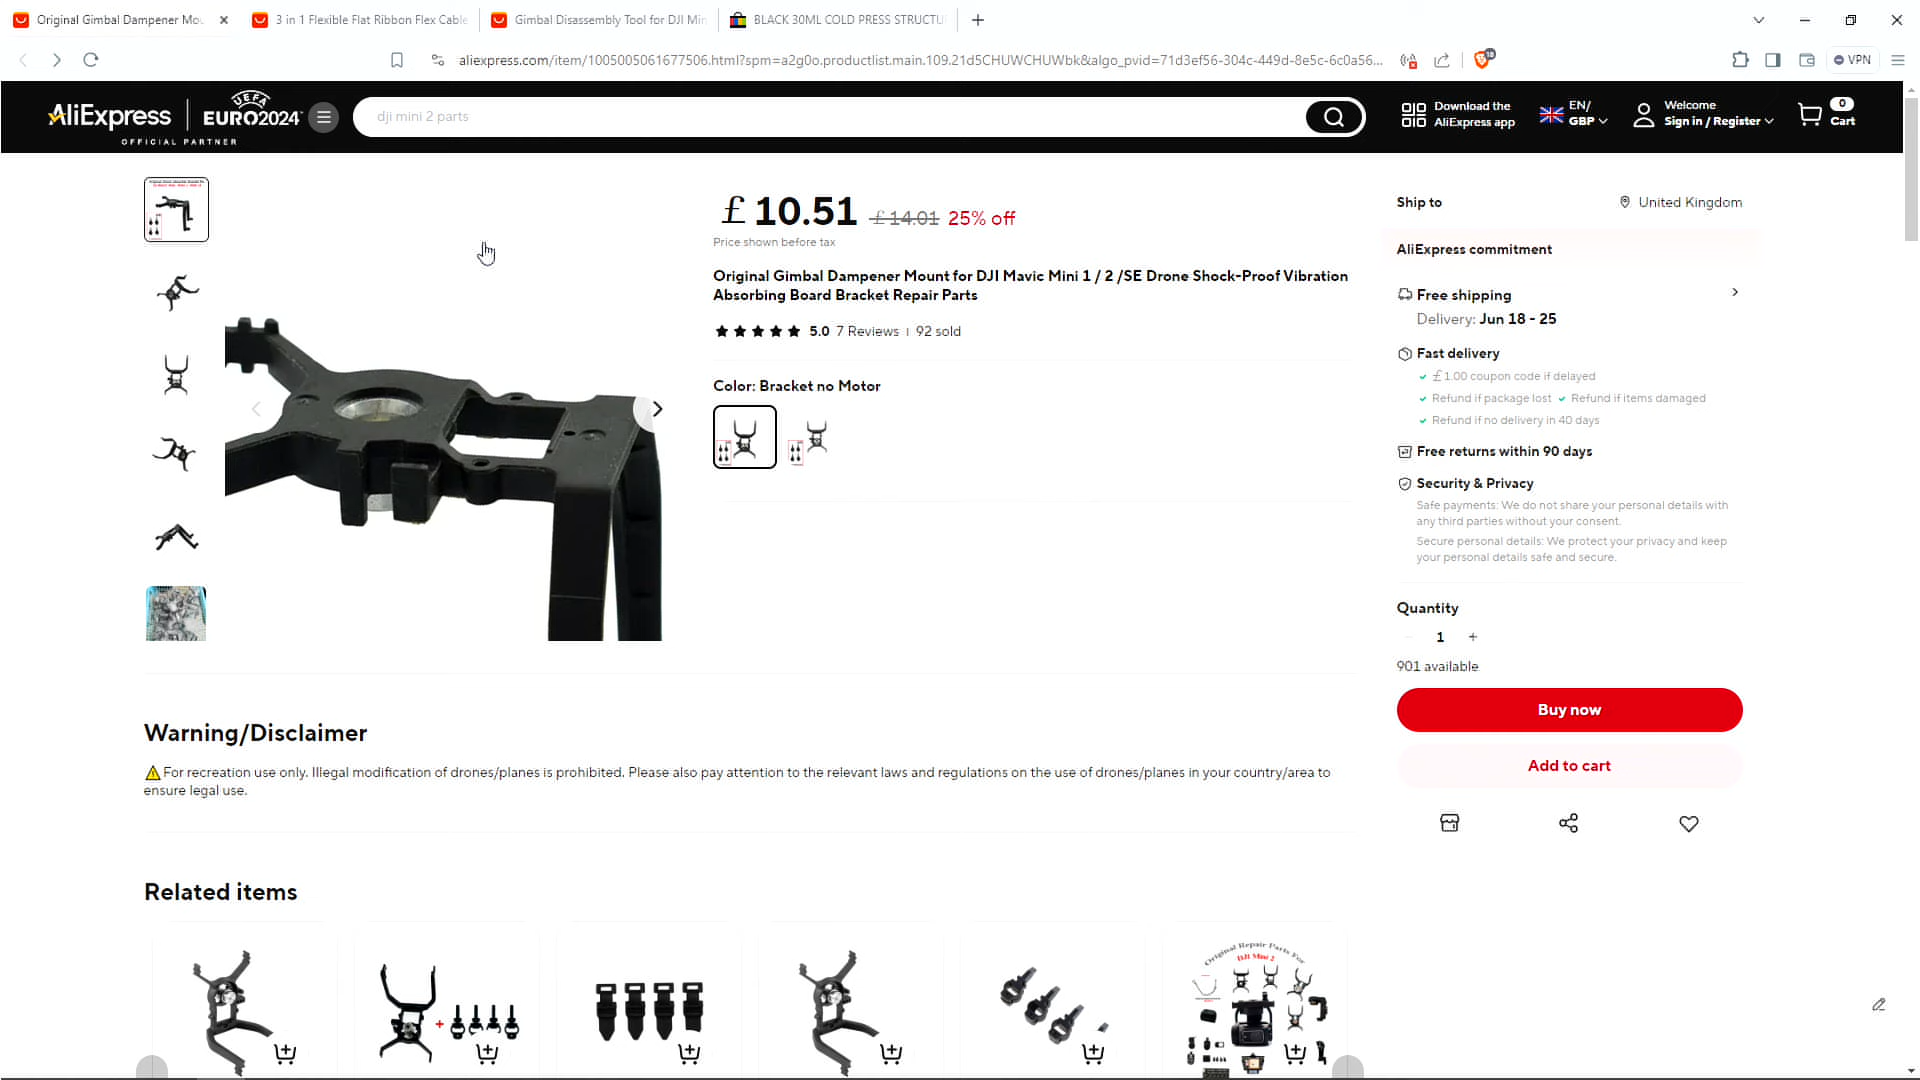 Original Gimbal Dampener Mou
3 in 1 Flexible Flat Ribbon Flex Cable
Gimbal Disassembly Tool for DJI Min
BLACK 30ML COLD PRESS STRUCTU
aliexpress.com/item/1005005061677506.html?spm=a2g0o.productlist.main.109.21d5CHUWCHUWbk&algo_pvid=71d3ef56-304c-449d-8e5c-6c0a56...
18
VPN
AliExpress
UEFA
EURO2024
OFFICIAL PARTNER
dji mini 2 parts
Download the
AliExpress app
EN/
GBP
Welcome
Sign in / Register
0
Cart
£10.51 £14.01 25% off
Price shown before tax
Original Gimbal Dampener Mount for DJI Mavic Mini 1 / 2 /SE Drone Shock-Proof Vibration
Absorbing Board Bracket Repair Parts
5.0 7 Reviews | 92 sold
Color: Bracket no Motor
Ship to
United Kingdom
AliExpress commitment
Free shipping
Delivery: Jun 18 - 25
Fast delivery
£1.00 coupon code if delayed
Refund if package lost
Refund if items damaged
Refund if no delivery in 40 days
Free returns within 90 days
Security & Privacy
Safe payments: We do not share your personal details with
any third parties without your consent.
Secure personal details: We protect your privacy and keep
your personal details safe and secure.
Quantity
- 1 +
901 available
Buy now
Add to cart
Warning/Disclaimer
For recreation use only. Illegal modification of drones/planes is prohibited. Please also pay attention to the relevant laws and regulations on the use of drones/planes in your country/area to
ensure legal use.
Related items
+
Original Repair Parts For
DJI Mini 2